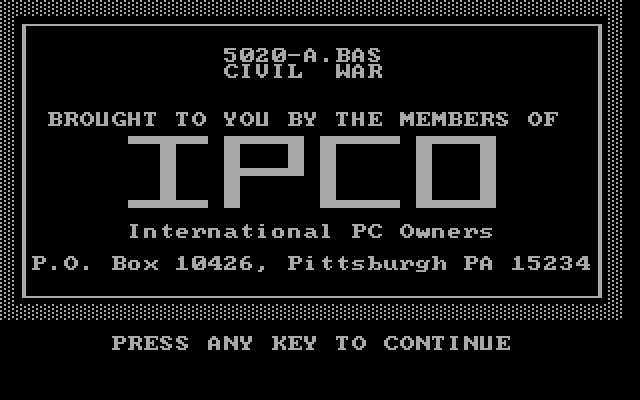 5020-A.BAS
CIVIL WAR
BROUGHT TO YOU BY THE MEMBERS OF
IPCO
International PC Owners
P.O. Box 10426, Pittsburgh PA 15234
PRESS ANY KEY TO CONTINUE